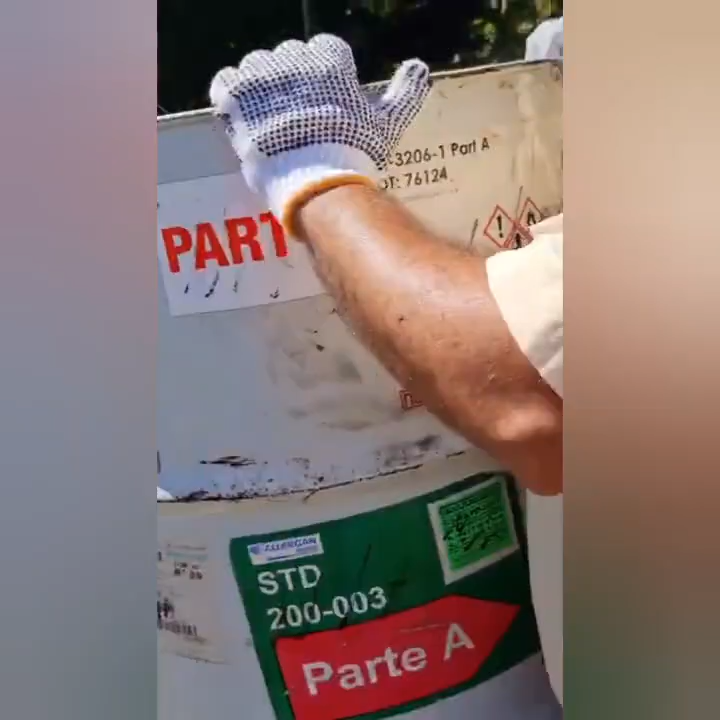 3206-1 Part A
OT: 76124
PART
ALLERGAN
STD
200-003
Parte A